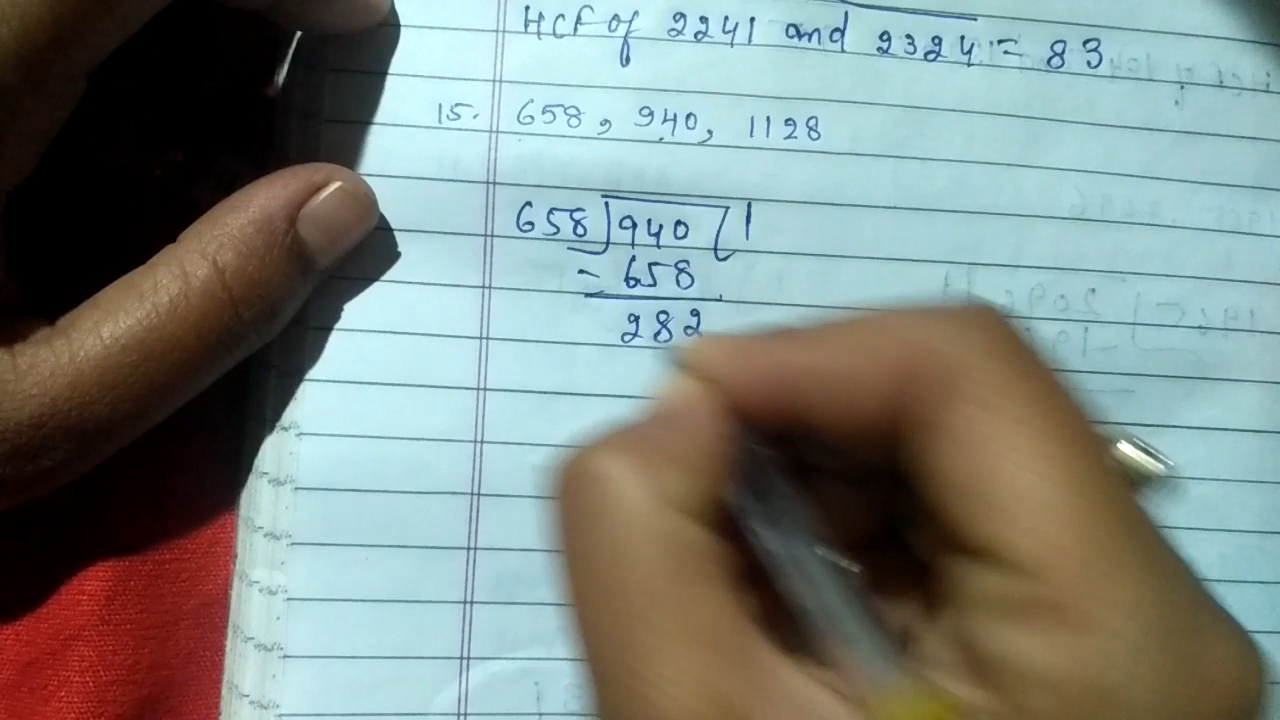 HCF of 2241 and 2324 = 83
15. 658, 940, 1128
658)940(1
- 658
282